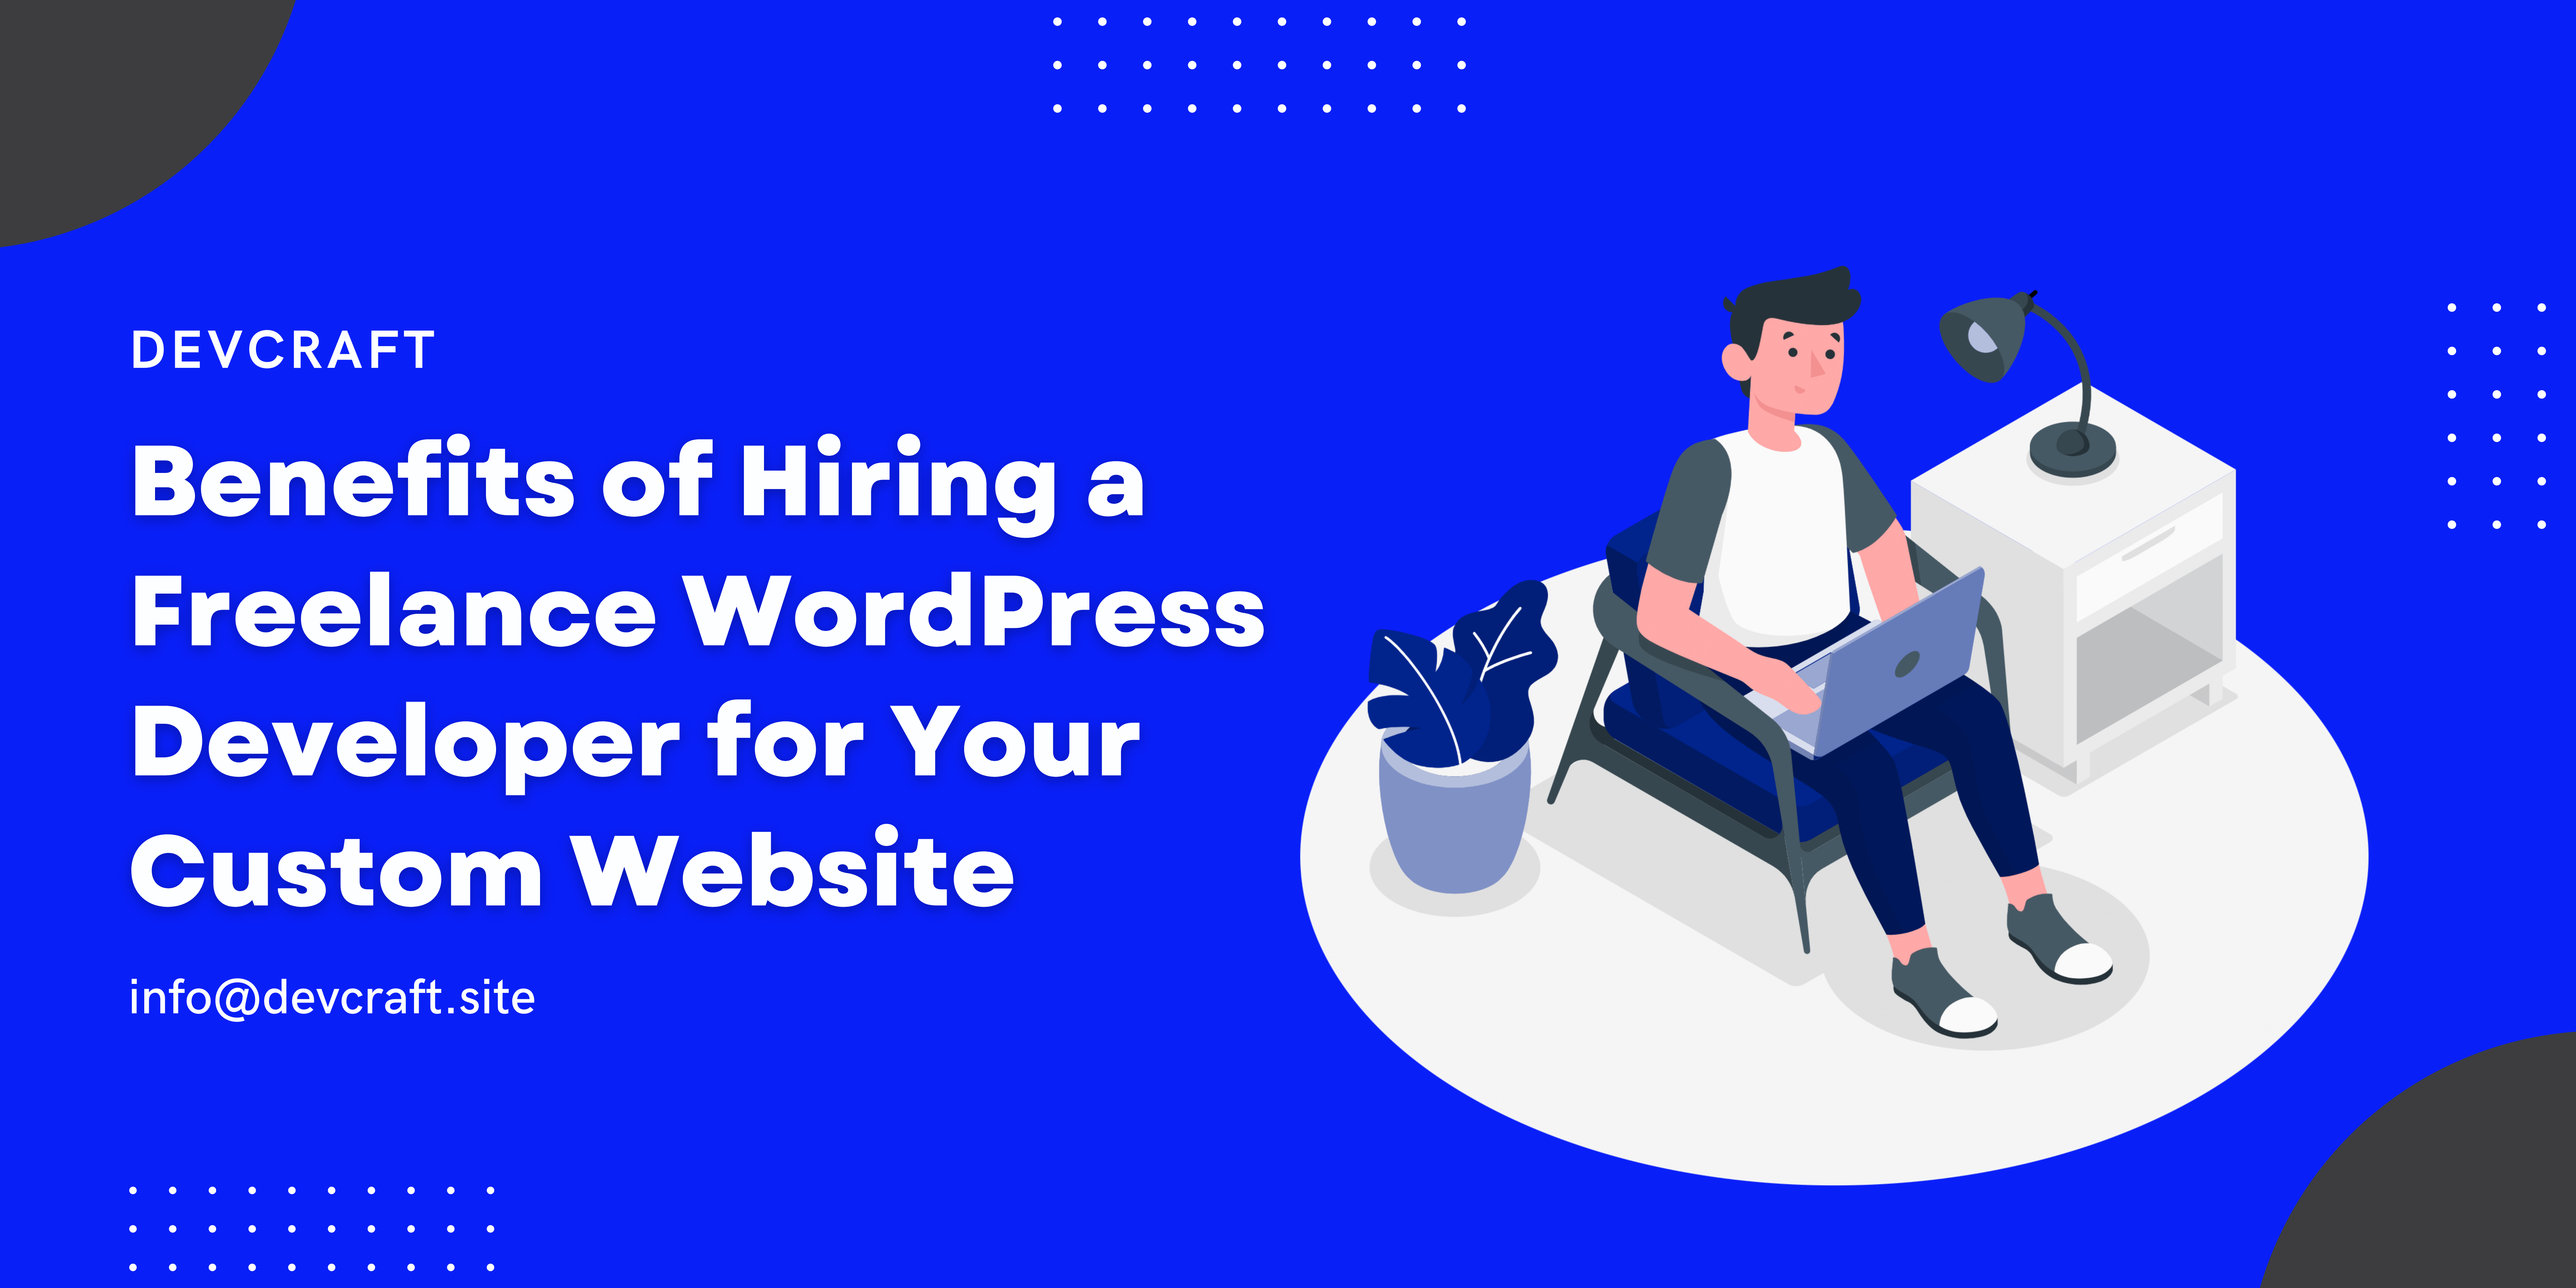 DEVCRAFT
Benefits of Hiring a
Freelance WordPress
Developer for Your
Custom Website
info@devcraft.site